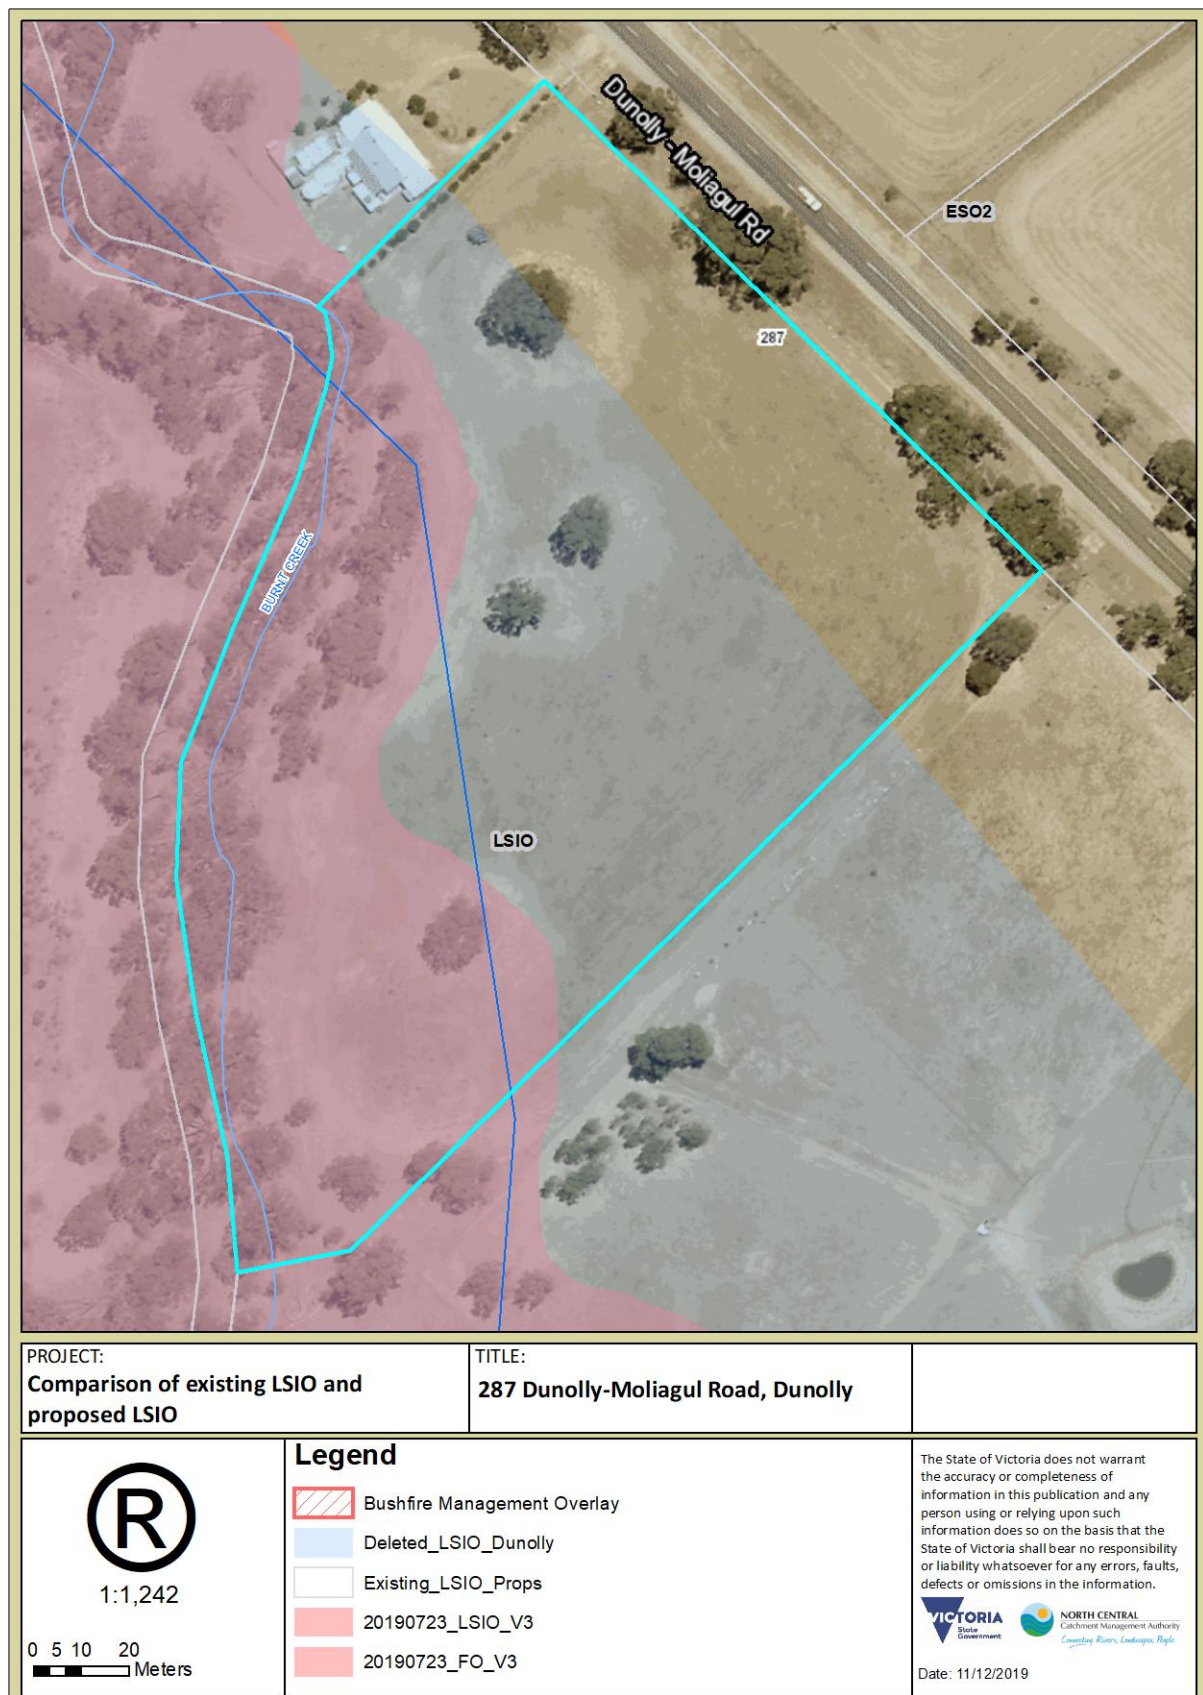 Dunolly - Moliagul Rd
ESO2
287
BURNT CREEK
LSIO
PROJECT:
Comparison of existing LSIO and
proposed LSIO
TITLE:
287 Dunolly-Moliagul Road, Dunolly
R
1:1,242
0 5 10 20
Meters
Legend
Bushfire Management Overlay
Deleted_LSIO_Dunolly
Existing_LSIO_Props
20190723_LSIO_V3
20190723_FO_V3
The State of Victoria does not warrant
the accuracy or completeness of
information in this publication and any
person using or relying upon such
information does so on the basis that the
State of Victoria shall bear no responsibility
or liability whatsoever for any errors, faults,
defects or omissions in the information.
VICTORIA
State
Government
NORTH CENTRAL
Catchment Management Authority
Connecting Rivers, Landscapes, People
Date: 11/12/2019